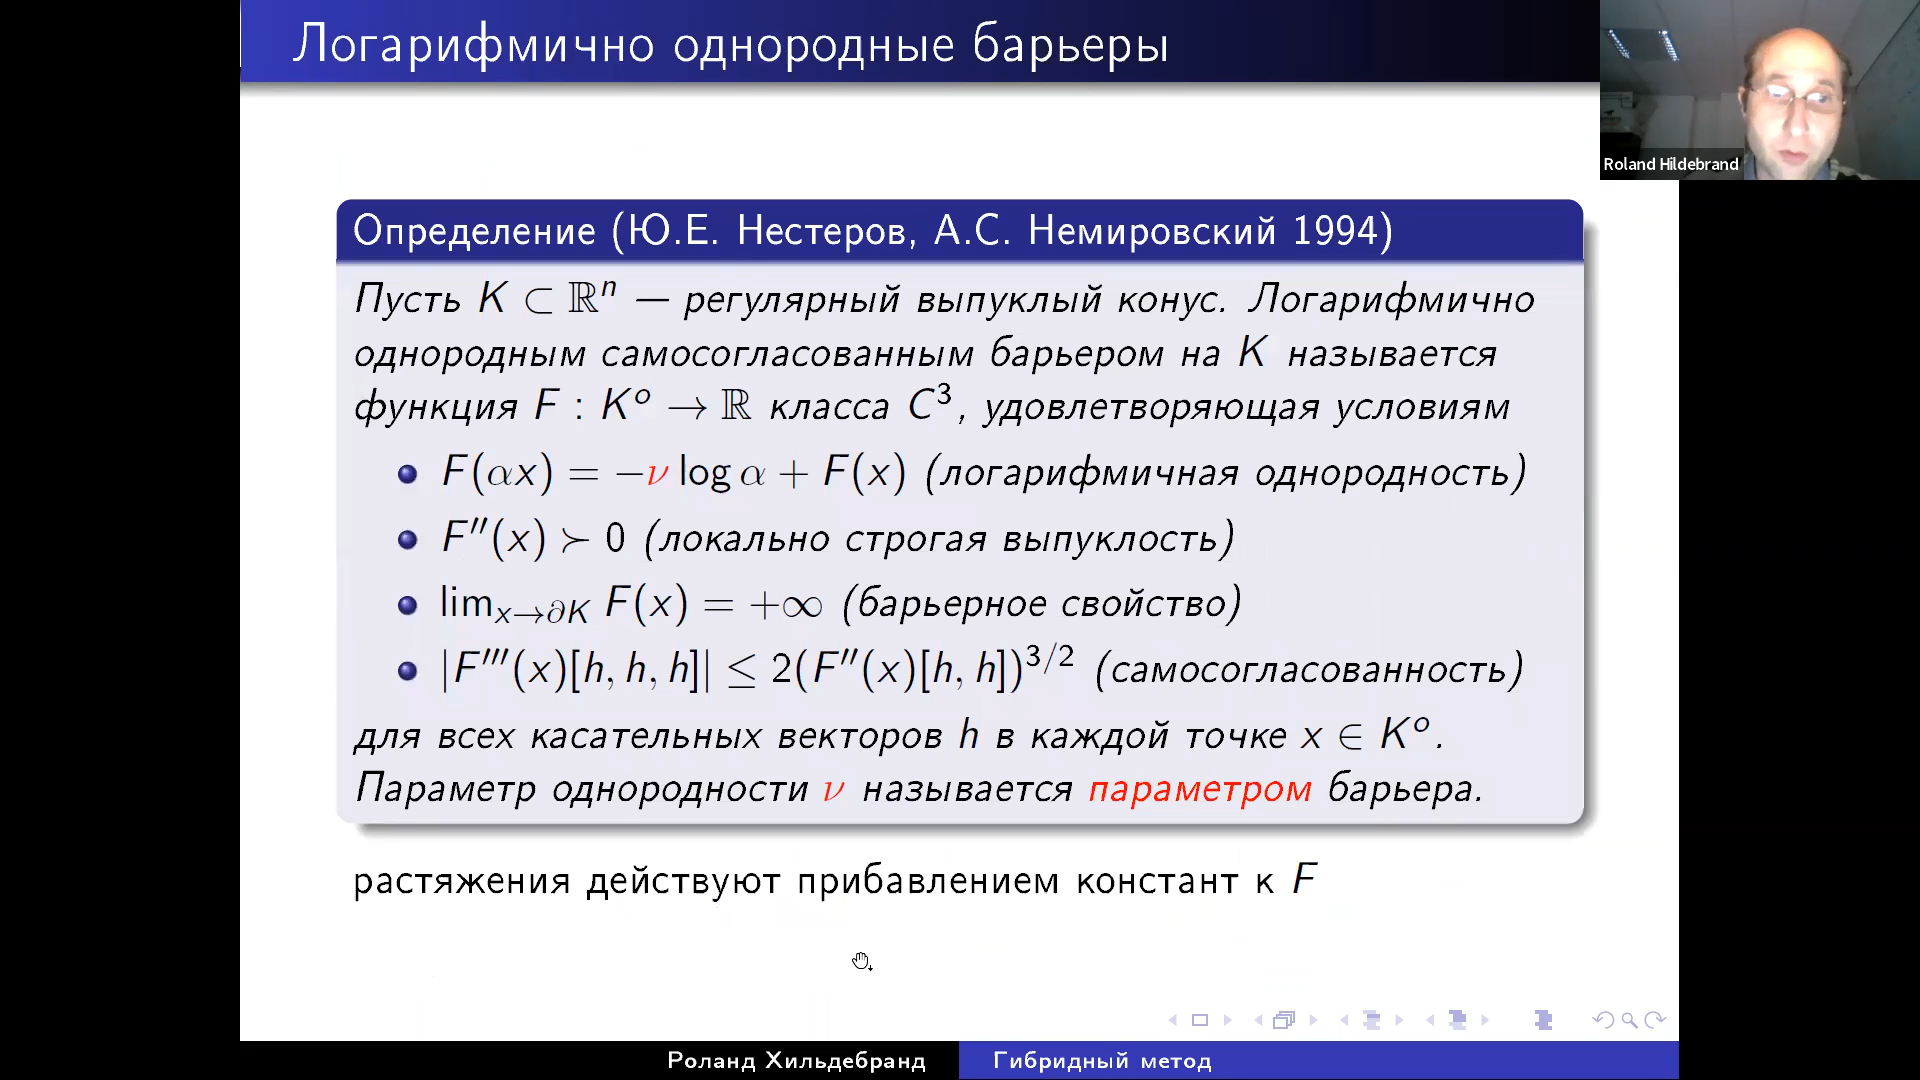 Логарифмично однородные барьеры
Roland Hildebrand
Определение (Ю.Е. Нестеров, А.С. Немировский 1994)
Пусть K ⊂ ℝⁿ — регулярный выпуклый конус. Логарифмично
однородным самосогласованным барьером на K называется
функция F : Kᵒ → ℝ класса C³, удовлетворяющая условиям
F(αx) = −ν log α + F(x) (логарифмичная однородность)
F′′(x) ≻ 0 (локально строгая выпуклость)
lim_{x→∂K} F(x) = +∞ (барьерное свойство)
|F′′′(x)[h, h, h]| ≤ 2(F′′(x)[h, h])^{3/2} (самосогласованность)
для всех касательных векторов h в каждой точке x ∈ Kᵒ.
Параметр однородности ν называется параметром барьера.
растяжения действуют прибавлением констант к F
Роланд Хильдебранд
Гибридный метод